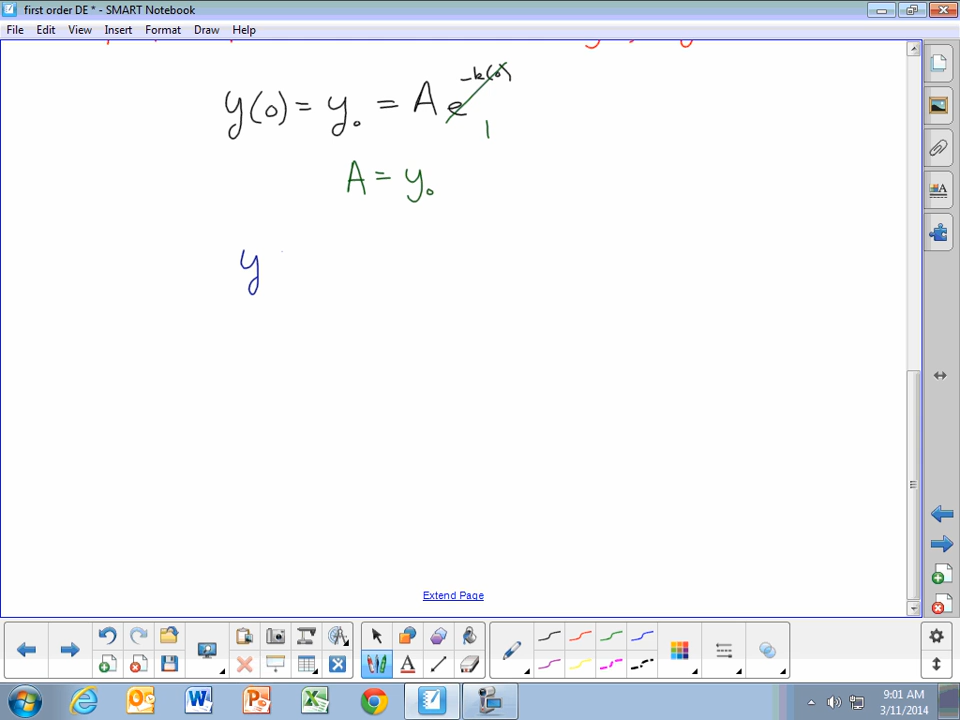 first order DE * - SMART Notebook
File Edit View Insert Format Draw Help
y(0) = y₀ = A e^-k(0)
1
A = y₀
y
Extend Page
9:01 AM
3/11/2014